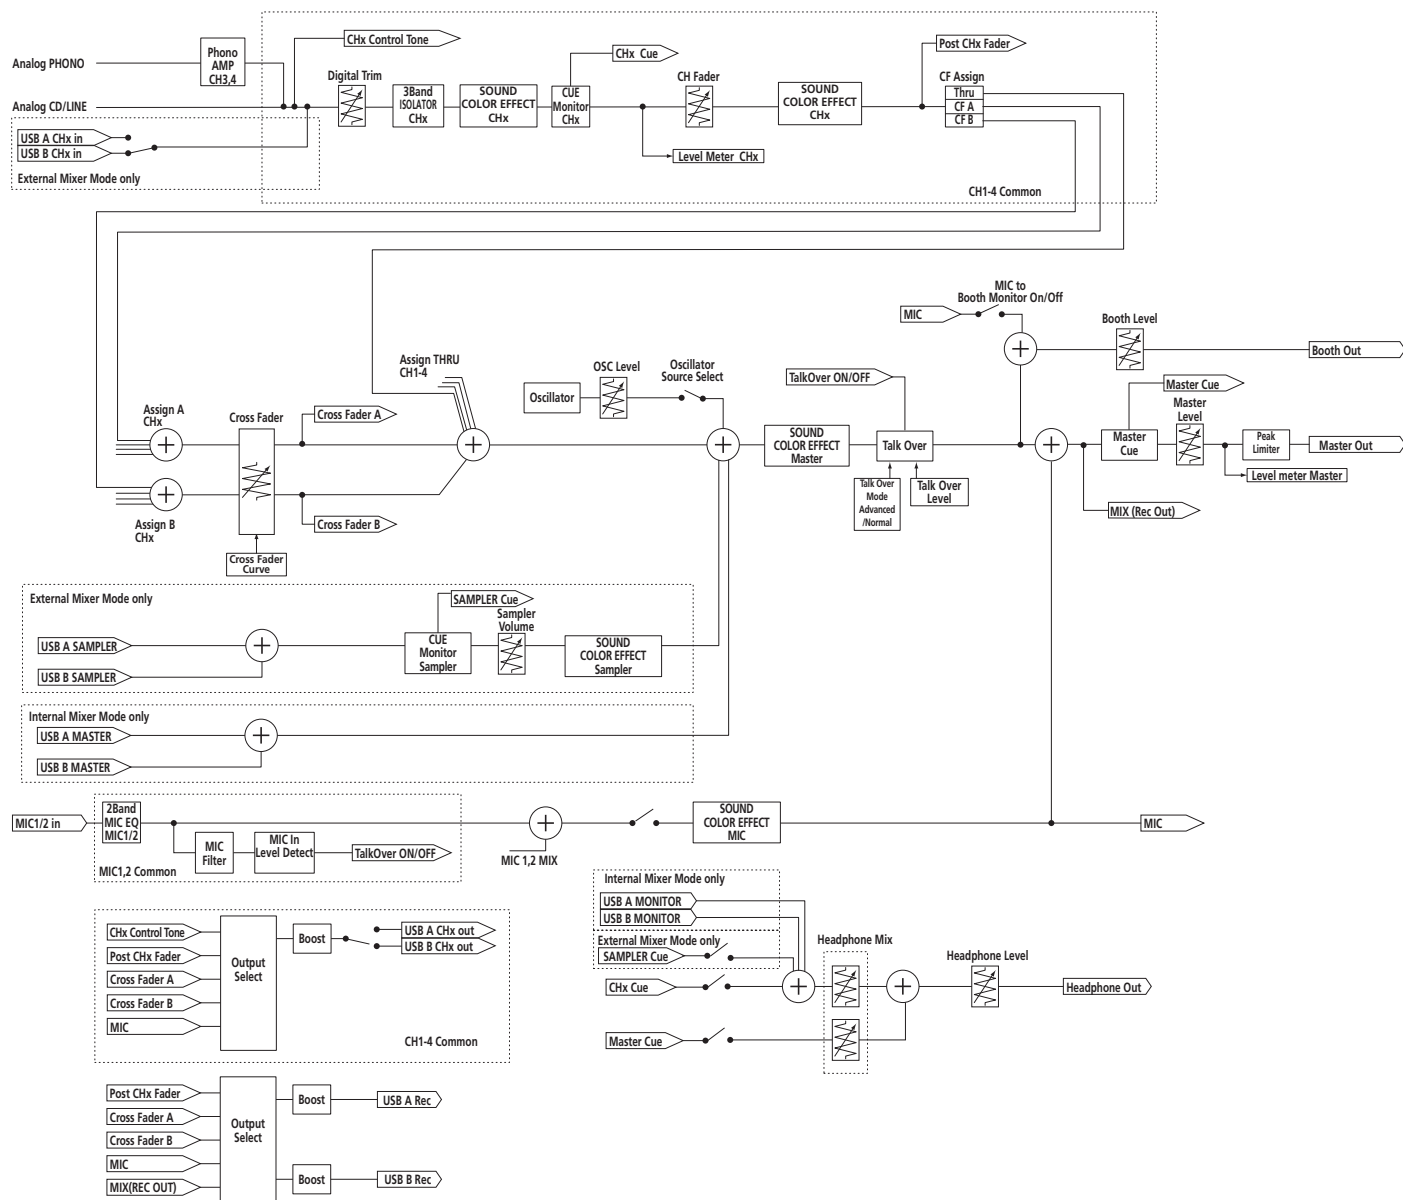 CHx Control Tone
Phono
AMP
CH3,4
Analog PHONO
CHx Cue
Post CHx Fader
Digital Trim
3Band
ISOLATOR
CHx
SOUND
COLOR EFFECT
CHx
CUE
Monitor
CHx
CH Fader
SOUND
COLOR EFFECT
CHx
CF Assign
Thru
CF A
CF B
Analog CD/LINE
USB A CHx in
USB B CHx in
External Mixer Mode only
Level Meter CHx
CH1-4 Common
MIC to
Booth Monitor On/Off
MIC
Booth Level
Booth Out
Assign THRU
CH1-4
OSC Level
Oscillator
Source Select
Oscillator
TalkOver ON/OFF
Master Cue
Master
Level
Assign A
CHx
Cross Fader
Cross Fader A
SOUND
COLOR EFFECT
Master
Talk Over
Master
Cue
Peak
Limiter
Master Out
Level meter Master
Talk Over
Mode
Advanced
/Normal
Talk Over
Level
MIX (Rec Out)
Assign B
CHx
Cross Fader B
Cross Fader
Curve
External Mixer Mode only
SAMPLER Cue
Sampler
Volume
USB A SAMPLER
CUE
Monitor
Sampler
SOUND
COLOR EFFECT
Sampler
USB B SAMPLER
Internal Mixer Mode only
USB A MASTER
USB B MASTER
MIC1/2 in
2Band
MIC EQ
MIC1/2
MIC
Filter
MIC In
Level Detect
TalkOver ON/OFF
MIC1,2 Common
MIC 1,2 MIX
SOUND
COLOR EFFECT
MIC
MIC
CHx Control Tone
Post CHx Fader
Cross Fader A
Cross Fader B
MIC
Output
Select
Boost
USB A CHx out
USB B CHx out
CH1-4 Common
Internal Mixer Mode only
USB A MONITOR
USB B MONITOR
External Mixer Mode only
SAMPLER Cue
CHx Cue
Master Cue
Headphone Mix
Headphone Level
Headphone Out
Post CHx Fader
Cross Fader A
Cross Fader B
MIC
MIX(REC OUT)
Output
Select
Boost
USB A Rec
Boost
USB B Rec